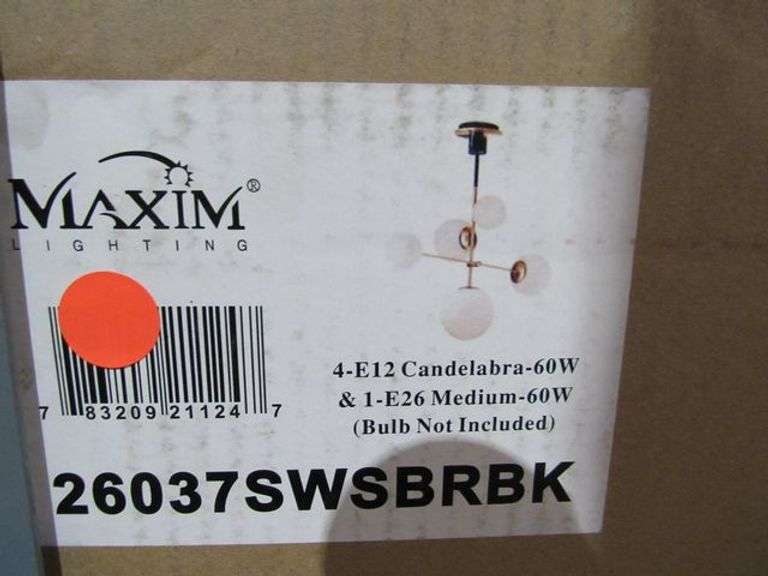 MAXIM®
LIGHTING
7 83209 21124 7
4-E12 Candelabra-60W
& 1-E26 Medium-60W
(Bulb Not Included)
26037SWSBRBK